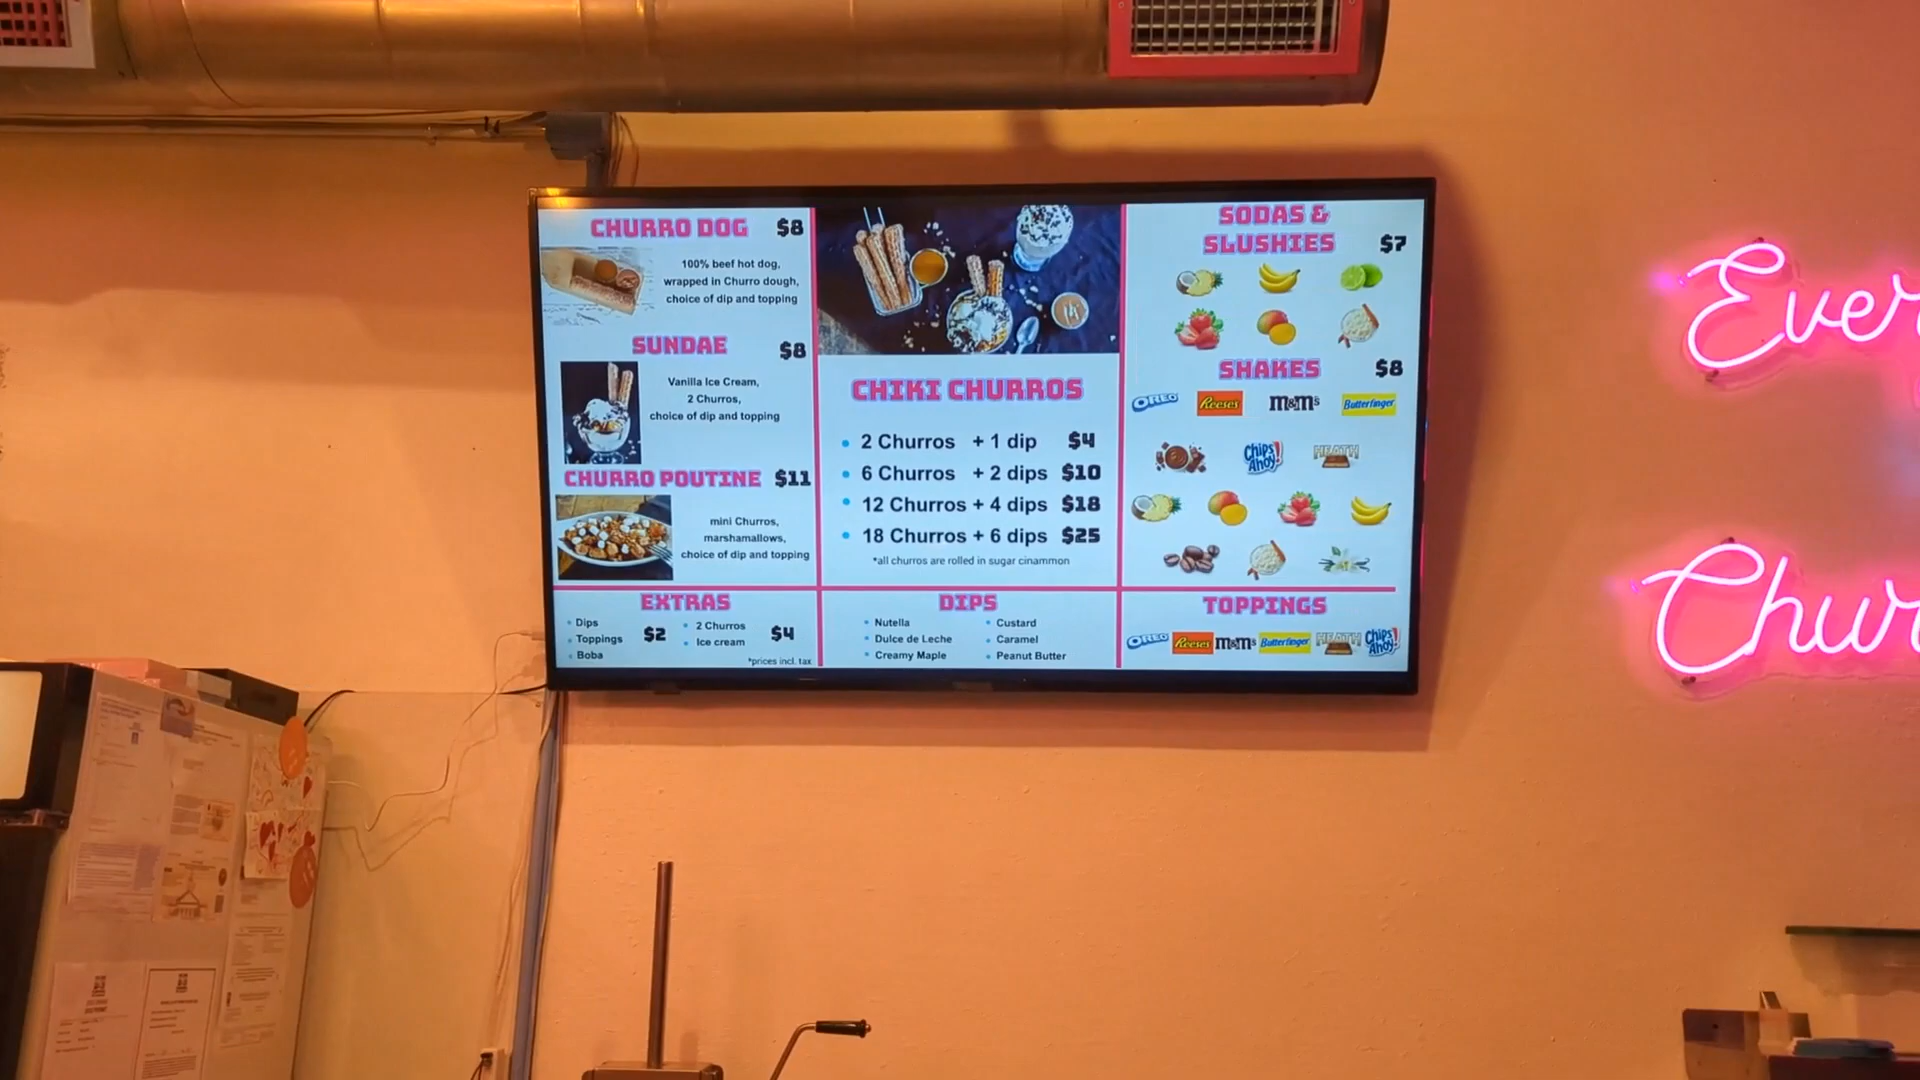 CHURRO DOG $8
100% beef hot dog,
wrapped in Churro dough,
choice of dip and topping
SUNDAE $8
Vanilla Ice Cream,
2 Churros,
choice of dip and topping
CHURRO POUTINE $11
mini Churros,
marshamallows,
choice of dip and topping
CHIKI CHURROS
2 Churros + 1 dip $4
6 Churros + 2 dips $10
12 Churros + 4 dips $18
18 Churros + 6 dips $25
*all churros are rolled in sugar cinammon
SODAS &
SLUSHIES $7
SHAKES $8
OREO Reeses m&m's Butterfinger
Chips Ahoy! HEATH
EXTRAS
Dips
Toppings $2
Boba
2 Churros
Ice cream $4
*prices incl. tax
DIPS
Nutella
Dulce de Leche
Creamy Maple
Custard
Caramel
Peanut Butter
TOPPINGS
OREO Reeses m&m's Butterfinger HEATH Chips Ahoy!
Ever
Chur